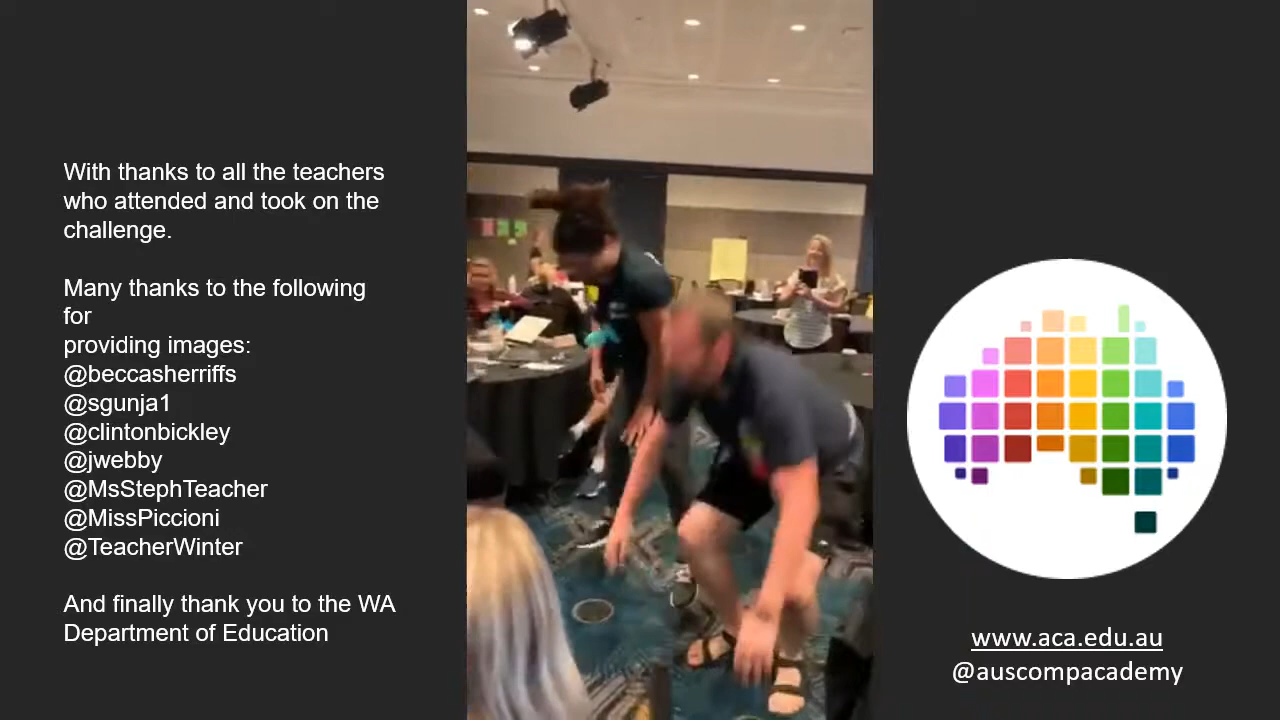 With thanks to all the teachers
who attended and took on the
challenge.
Many thanks to the following
for
providing images:
@beccasherriffs
@sgunja1
@clintonbickley
@jwebby
@MsStephTeacher
@MissPiccioni
@TeacherWinter
And finally thank you to the WA
Department of Education
www.aca.edu.au
@auscompacademy